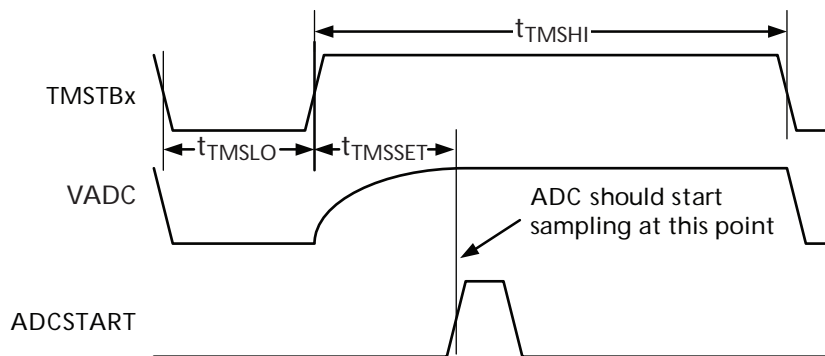 tTMSHI
TMSTBx
tTMSLO
tTMSSET
VADC
ADC should start
sampling at this point
ADCSTART